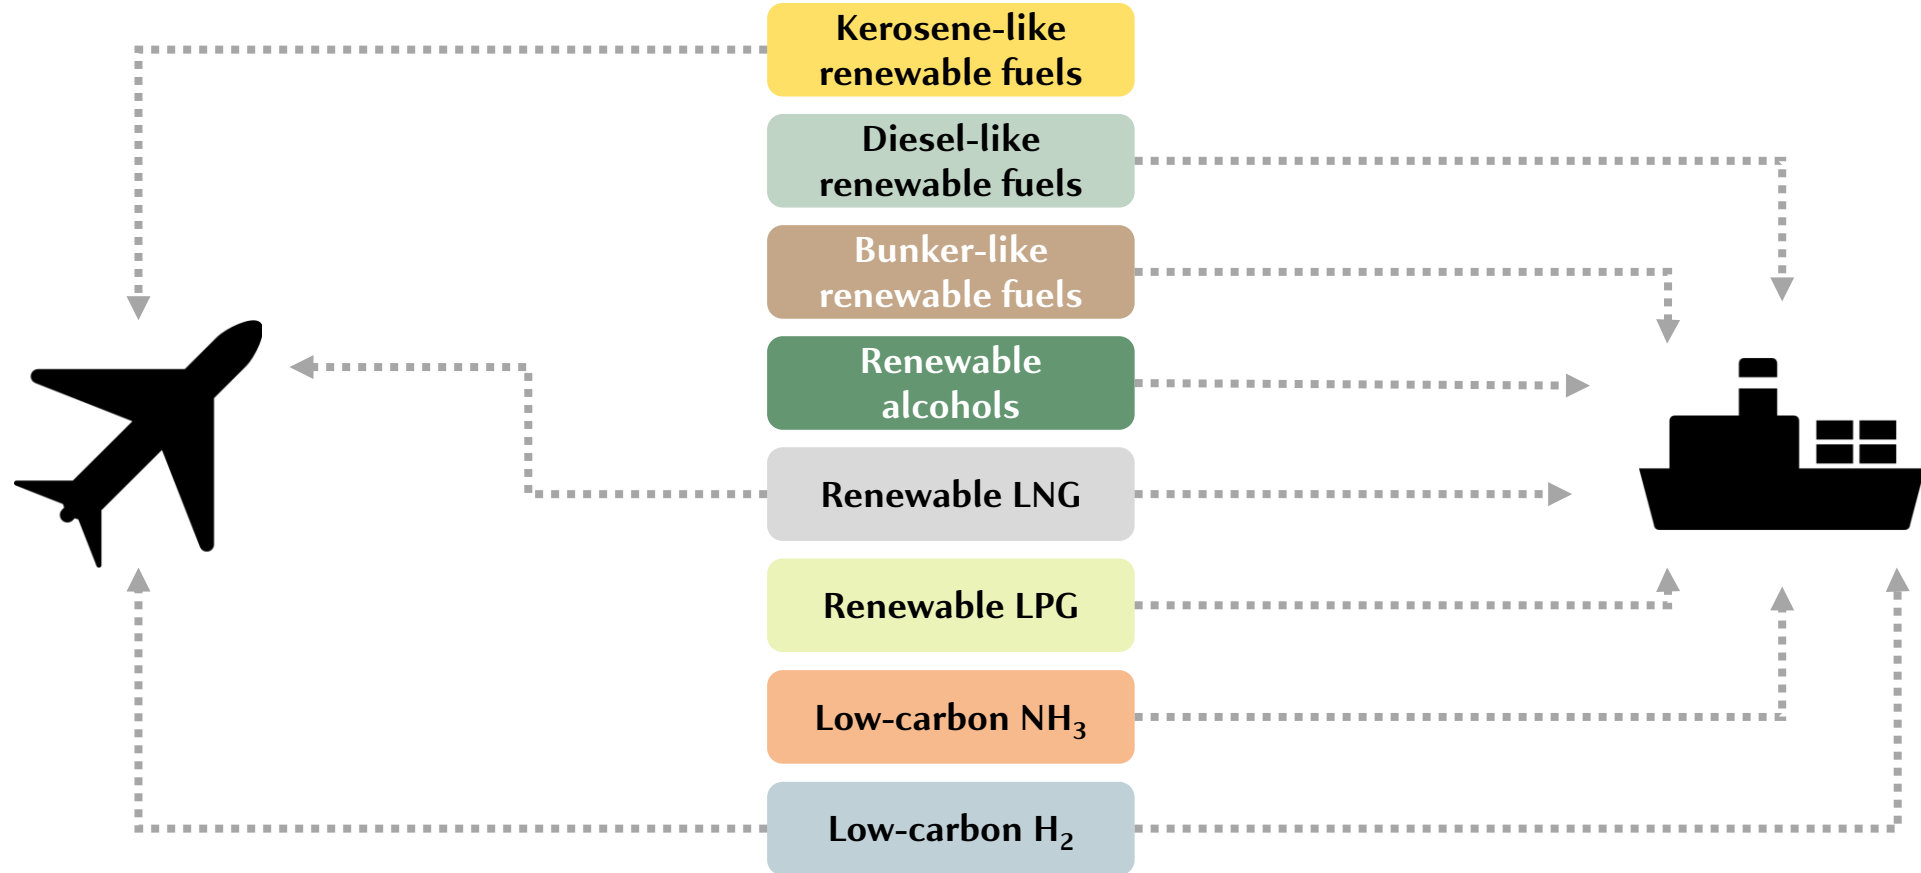 Kerosene-like
renewable fuels
Diesel-like
renewable fuels
Bunker-like
renewable fuels
Renewable
alcohols
Renewable LNG
Renewable LPG
Low-carbon NH₃
Low-carbon H₂